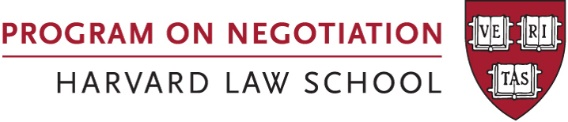 PROGRAM ON NEGOTIATION
HARVARD LAW SCHOOL
VE RI
TAS